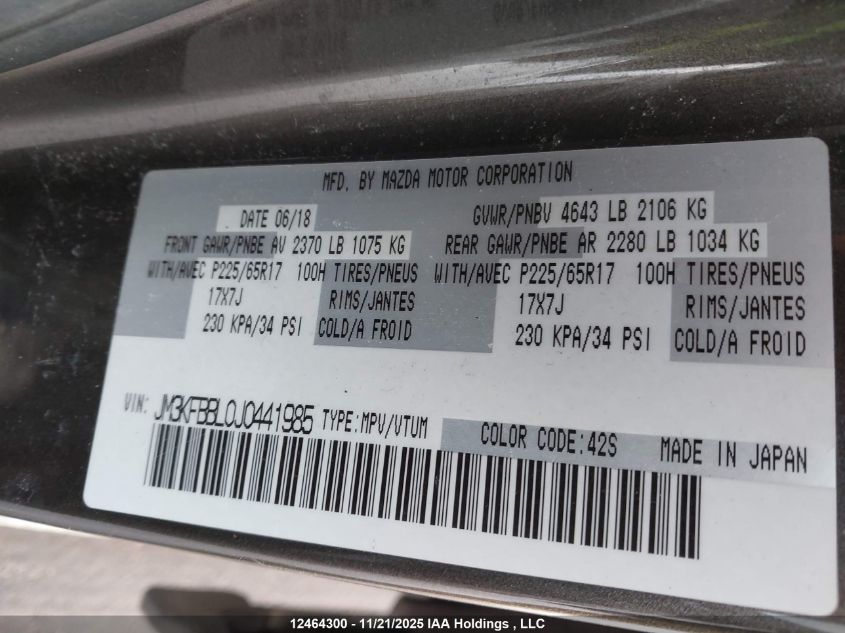 MFD. BY MAZDA MOTOR CORPORATION
DATE 06/18 GVWR/PNBV 4643 LB 2106 KG
FRONT GAWR/PNBE AV 2370 LB 1075 KG REAR GAWR/PNBE AR 2280 LB 1034 KG
WITH/AVEC P225/65R17 100H TIRES/PNEUS WITH/AVEC P225/65R17 100H TIRES/PNEUS
17X7J RIMS/JANTES 17X7J RIMS/JANTES
230 KPA/34 PSI COLD/A FROID 230 KPA/34 PSI COLD/A FROID
VIN: JM3KFBBL0J0441985 TYPE:MPV/VTUM COLOR CODE:42S MADE IN JAPAN
12464300 - 11/21/2025 IAA Holdings , LLC